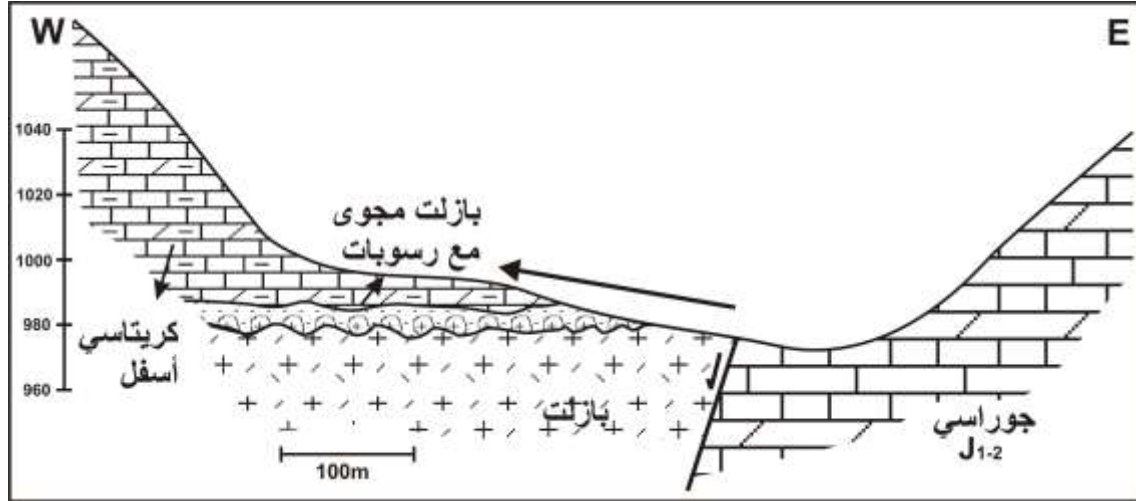 W
E
1040
1020
1000
980
960
بازلت مجوى
مع رسوبات
كريتاسي
أسفل
بازلت
جوراسي
J1-2
100m